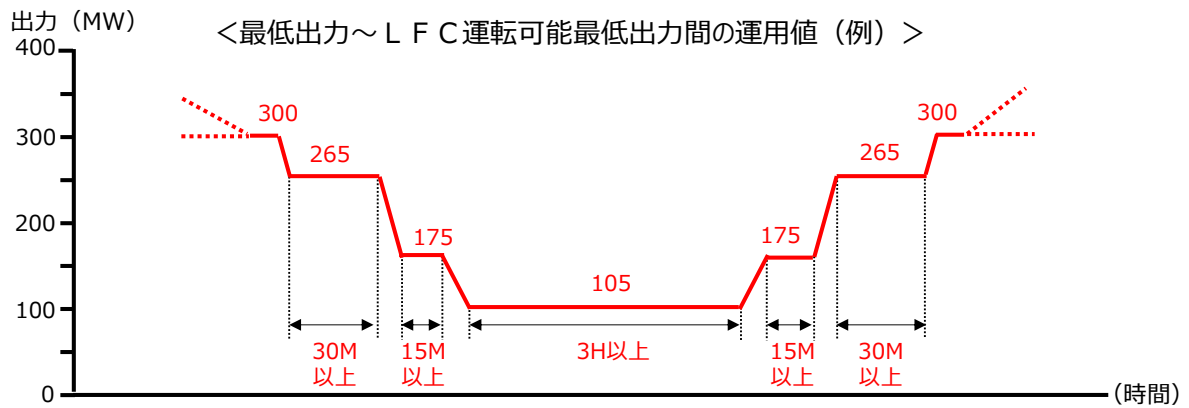 出力（MW）
＜最低出力～ＬＦＣ運転可能最低出力間の運用値（例）＞
400
300
200
100
0
300
265
175
105
175
265
300
30M
以上
15M
以上
3H以上
15M
以上
30M
以上
（時間）